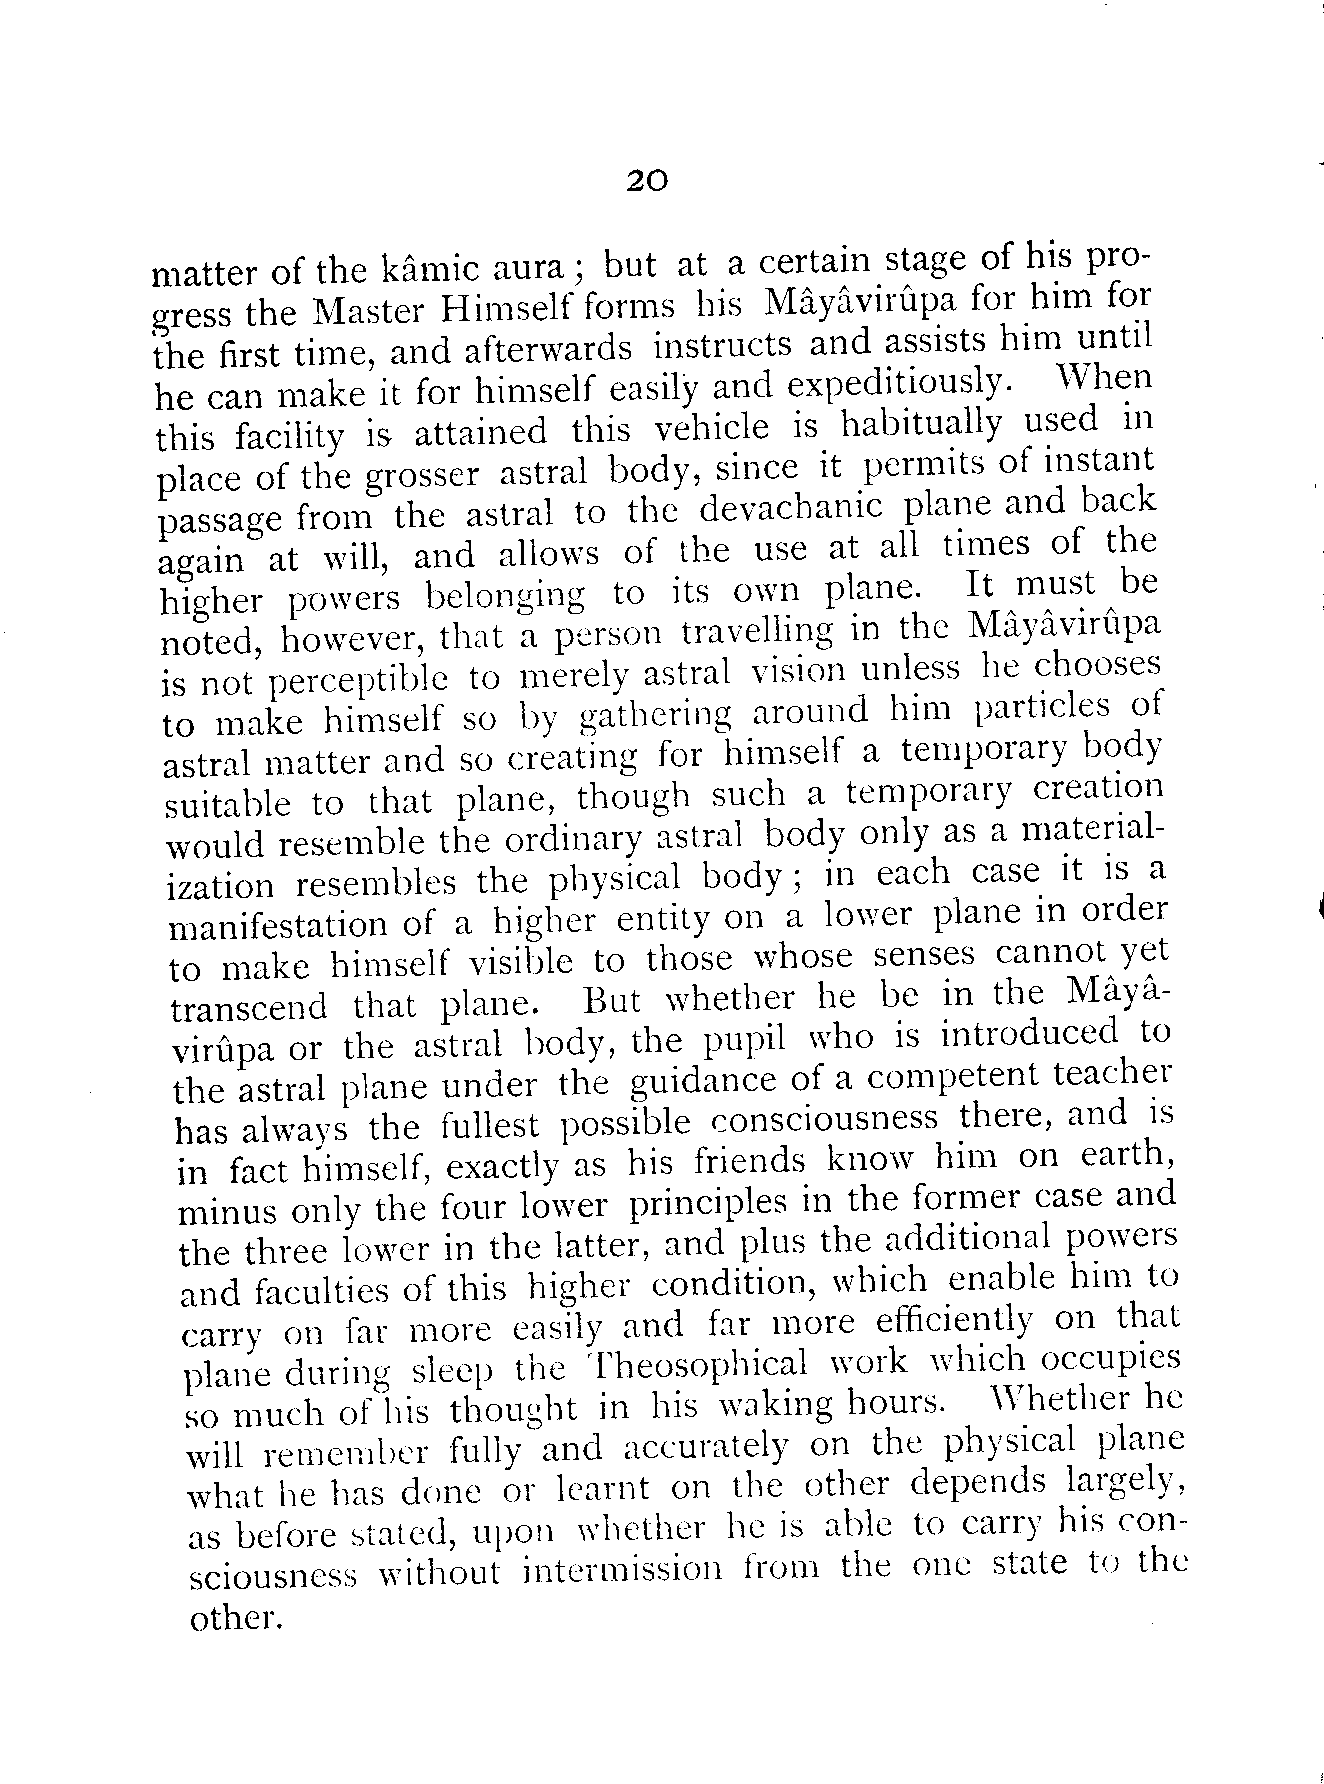 20
matter of the kâmic aura ; but at a certain stage of his pro-
gress the Master Himself forms his Mâyâvirûpa for him for
the first time, and afterwards instructs and assists him until
he can make it for himself easily and expeditiously. When
this facility is attained this vehicle is habitually used in
place of the grosser astral body, since it permits of instant
passage from the astral to the devachanic plane and back
again at will, and allows of the use at all times of the
higher powers belonging to its own plane. It must be
noted, however, that a person travelling in the Mâyâvirûpa
is not perceptible to merely astral vision unless he chooses
to make himself so by gathering around him particles of
astral matter and so creating for himself a temporary body
suitable to that plane, though such a temporary creation
would resemble the ordinary astral body only as a material-
ization resembles the physical body ; in each case it is a
manifestation of a higher entity on a lower plane in order
to make himself visible to those whose senses cannot yet
transcend that plane. But whether he be in the Mâyâ-
virûpa or the astral body, the pupil who is introduced to
the astral plane under the guidance of a competent teacher
has always the fullest possible consciousness there, and is
in fact himself, exactly as his friends know him on earth,
minus only the four lower principles in the former case and
the three lower in the latter, and plus the additional powers
and faculties of this higher condition, which enable him to
carry on far more easily and far more efficiently on that
plane during sleep the Theosophical work which occupies
so much of his thought in his waking hours. Whether he
will remember fully and accurately on the physical plane
what he has done or learnt on the other depends largely,
as before stated, upon whether he is able to carry his con-
sciousness without intermission from the one state to the
other.